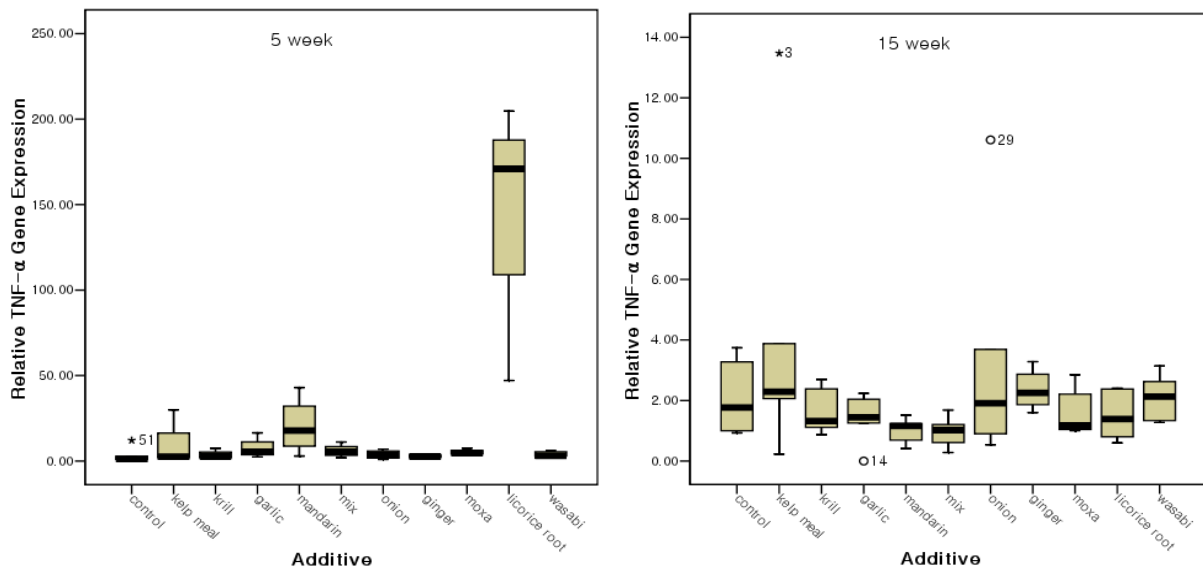 5 week
Relative TNF-α Gene Expression
250.00
200.00
150.00
100.00
50.00
0.00
*51
control
kelp meal
krill
garlic
mandarin
mix
onion
ginger
moxa
licorice root
wasabi
Additive
15 week
Relative TNF-α Gene Expression
14.00
12.00
10.00
8.00
6.00
4.00
2.00
0.00
*3
29
14
control
kelp meal
krill
garlic
mandarin
mix
onion
ginger
moxa
licorice root
wasabi
Additive